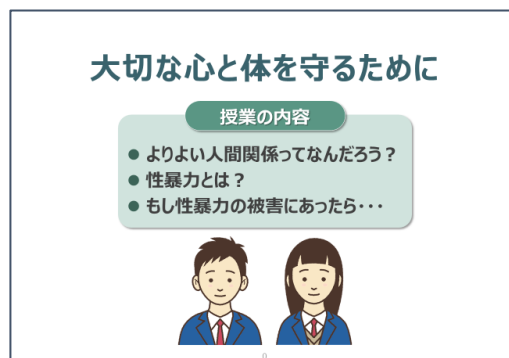 大切な心と体を守るために
授業の内容
● よりよい人間関係ってなんだろう？
● 性暴力とは？
● もし性暴力の被害にあったら・・・
0